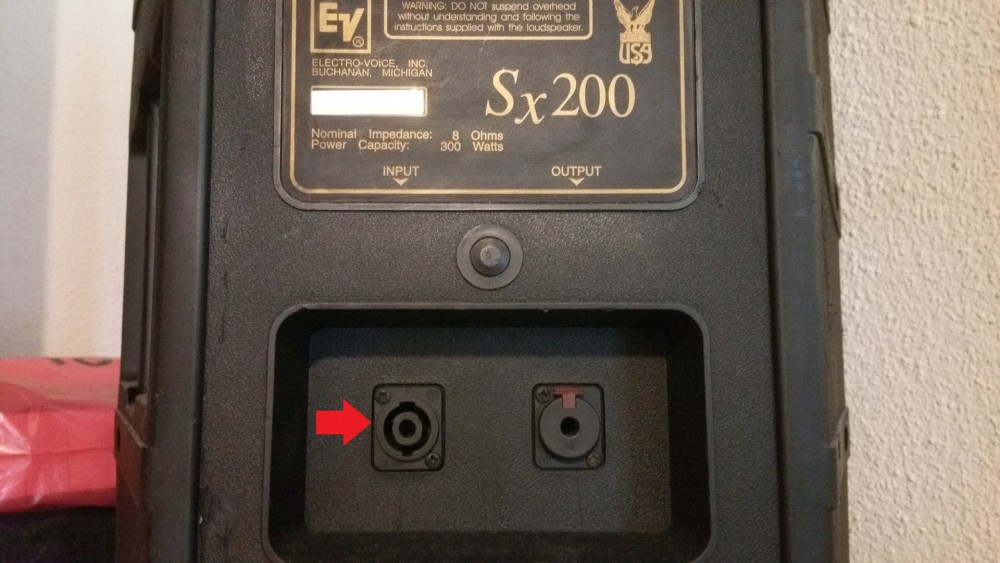 WARNING: DO NOT suspend overhead
without understanding and following the
instructions supplied with the loudspeaker.
EV®
USA
ELECTRO-VOICE, INC.
BUCHANAN, MICHIGAN
Sx200
Nominal Impedance: 8 Ohms
Power Capacity: 300 Watts
INPUT
OUTPUT